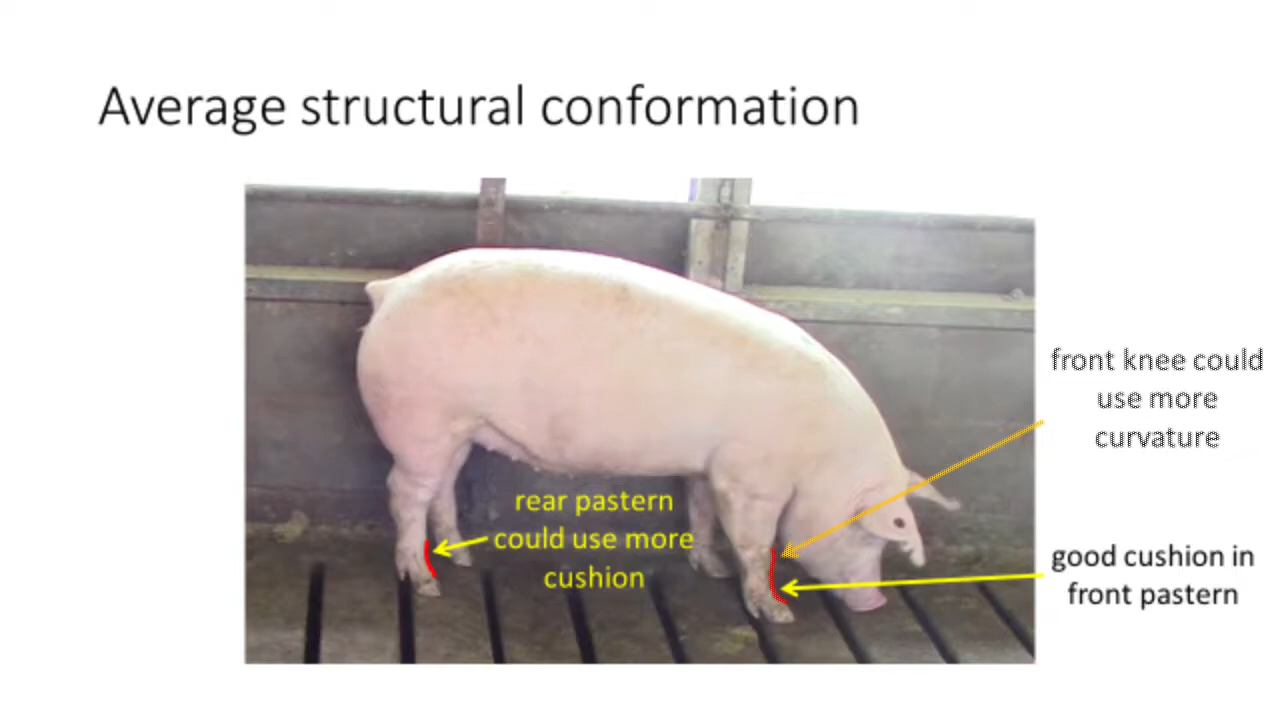 Average structural conformation
front knee could
use more
curvature
rear pastern
could use more
cushion
good cushion in
front pastern